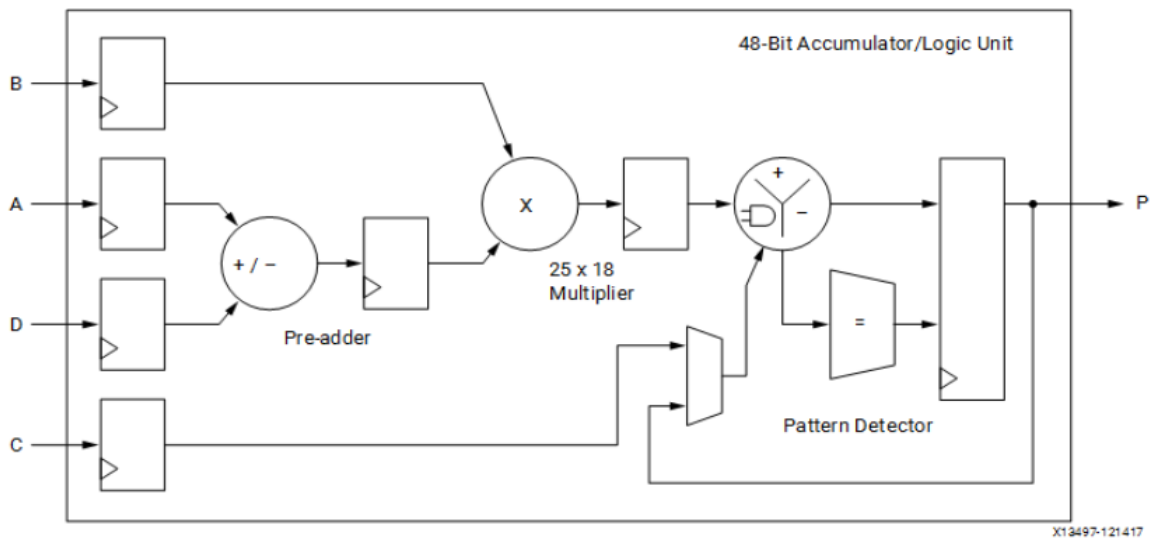 48-Bit Accumulator/Logic Unit
B
A
X
+
−
P
+ / −
25 x 18
Multiplier
D
Pre-adder
=
Pattern Detector
C
X13497-121417